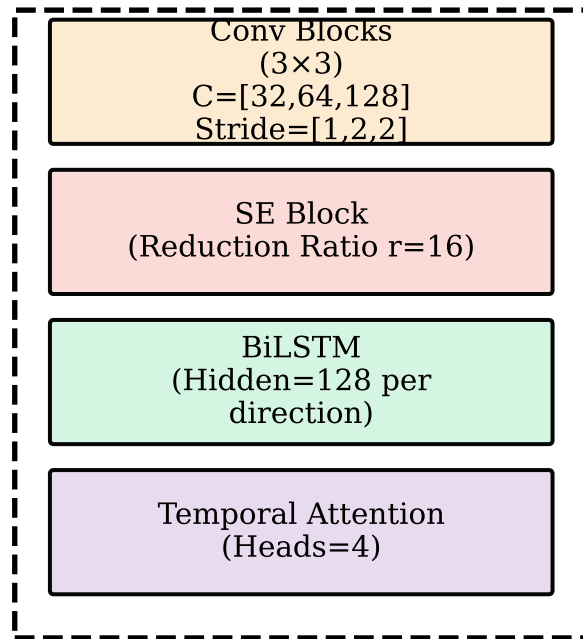 Conv Blocks
(3×3)
C=[32,64,128]
Stride=[1,2,2]
SE Block
(Reduction Ratio r=16)
BiLSTM
(Hidden=128 per
direction)
Temporal Attention
(Heads=4)